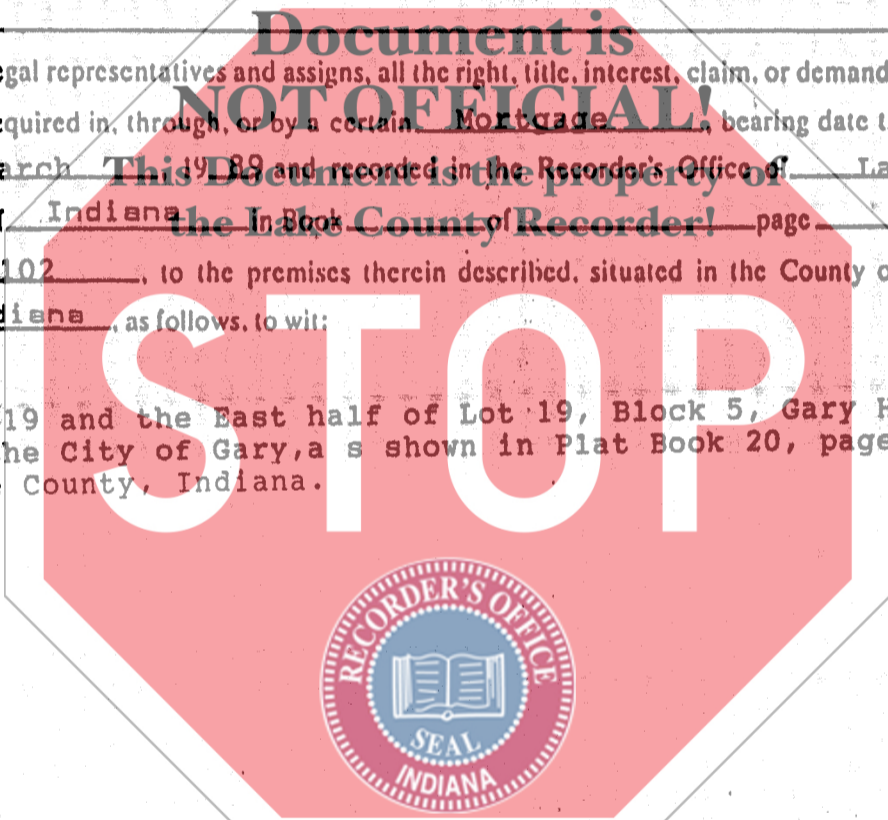 Document is
gal representatives and assigns, all the right, title, interest, claim, or demand
NOT OFFICIAL!
quired in, through, or by a certain Mortgage, bearing date t
arch 19 89 and recorded in the Recorder's Office of La
This Document is the property of
Indiana in Book of page
the Lake County Recorder!
102, to the premises therein described, situated in the County o
diana, as follows, to wit:
STOP
19 and the East half of Lot 19, Block 5, Gary
he City of Gary,a s shown in Plat Book 20, page
County, Indiana.
RECORDER'S OFFICE
SEAL
INDIANA